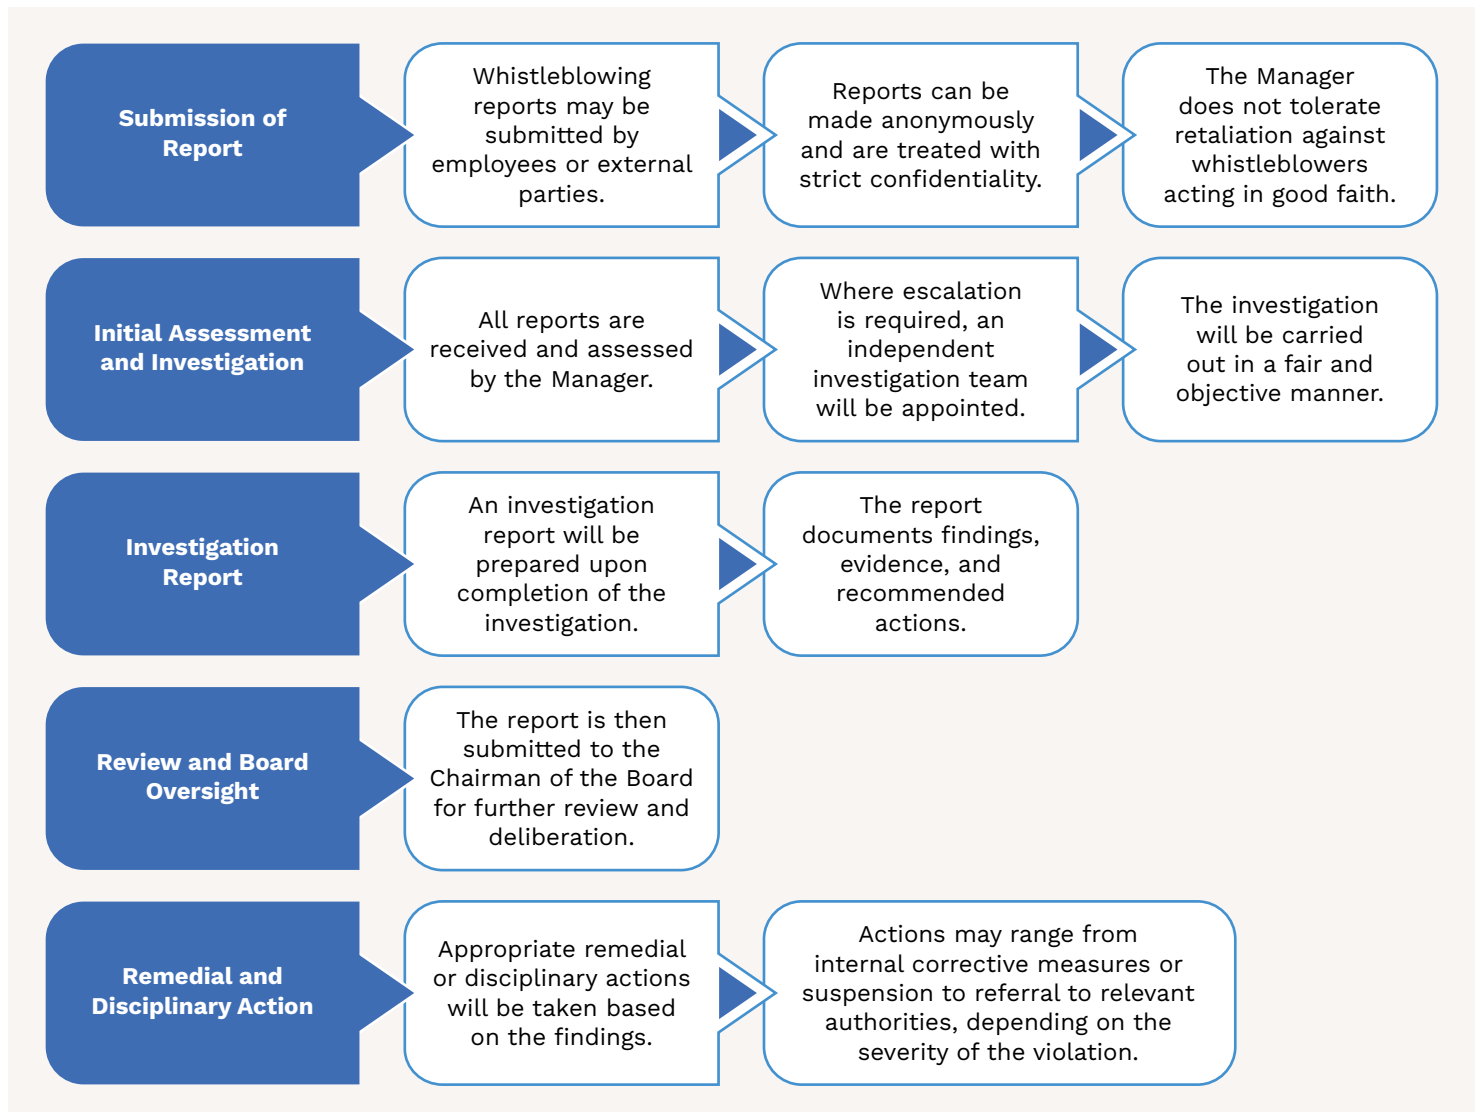 Submission of
Report
Whistleblowing
reports may be
submitted by
employees or external
parties.
Reports can be
made anonymously
and are treated with
strict confidentiality.
The Manager
does not tolerate
retaliation against
whistleblowers
acting in good faith.
Initial Assessment
and Investigation
All reports are
received and assessed
by the Manager.
Where escalation
is required, an
independent
investigation team
will be appointed.
The investigation
will be carried
out in a fair and
objective manner.
Investigation
Report
An investigation
report will be
prepared upon
completion of the
investigation.
The report
documents findings,
evidence, and
recommended
actions.
Review and Board
Oversight
The report is then
submitted to the
Chairman of the Board
for further review and
deliberation.
Remedial and
Disciplinary Action
Appropriate remedial
or disciplinary actions
will be taken based
on the findings.
Actions may range from
internal corrective measures or
suspension to referral to relevant
authorities, depending on the
severity of the violation.